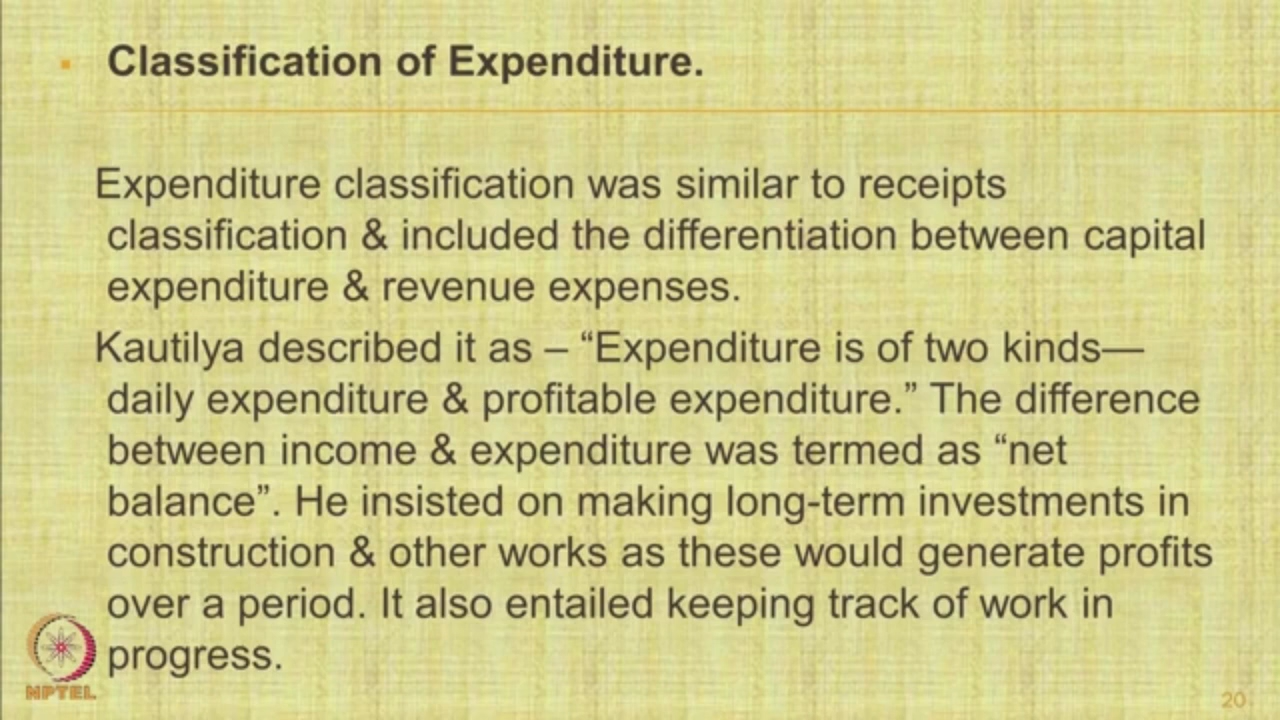 Classification of Expenditure.
Expenditure classification was similar to receipts
classification & included the differentiation between capital
expenditure & revenue expenses.
Kautilya described it as – “Expenditure is of two kinds—
daily expenditure & profitable expenditure.” The difference
between income & expenditure was termed as “net
balance”. He insisted on making long-term investments in
construction & other works as these would generate profits
over a period. It also entailed keeping track of work in
progress.
NPTEL
20